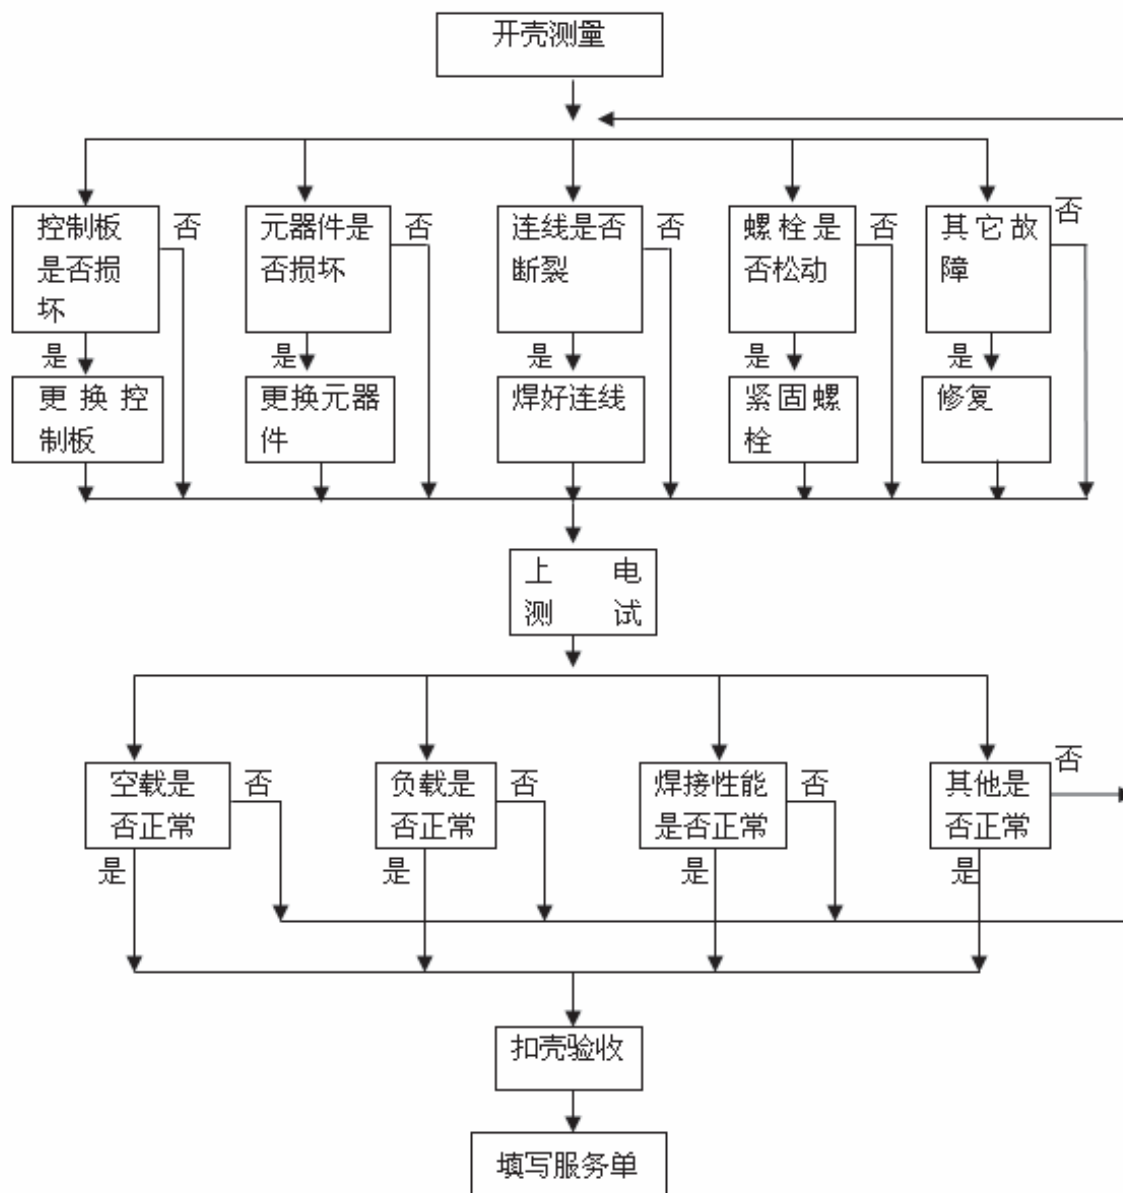 开壳测量
控制板
是否损
坏
否
元器件是
否损坏
否
连线是否
断裂
否
螺栓是
否松动
否
其它故
障
否
是
是
是
是
是
更换控
制板
更换元器
件
焊好连线
紧固螺
栓
修复
上电
测试
空载是
否正常
否
负载是
否正常
否
焊接性能
是否正常
否
其他是
否正常
否
是
是
是
是
扣壳验收
填写服务单